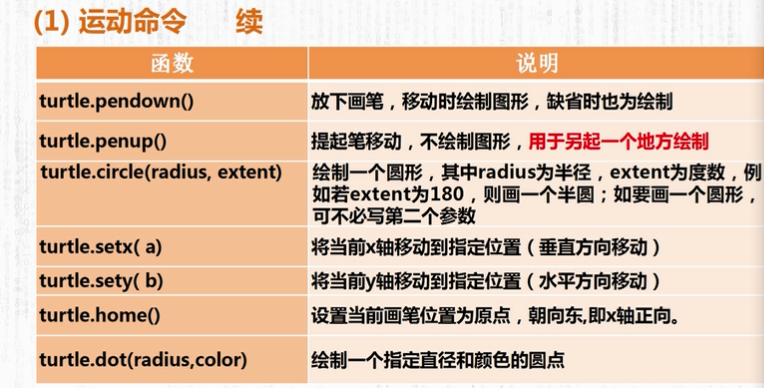 (1) 运动命令 续
函数 说明
turtle.pendown() 放下画笔，移动时绘制图形，缺省时也为绘制
turtle.penup() 提起笔移动，不绘制图形，用于另起一个地方绘制
turtle.circle(radius, extent) 绘制一个圆形，其中radius为半径，extent为度数，例
如若extent为180，则画一个半圆；如要画一个圆形，
可不必写第二个参数
turtle.setx( a) 将当前x轴移动到指定位置（垂直方向移动）
turtle.sety( b) 将当前y轴移动到指定位置（水平方向移动）
turtle.home() 设置当前画笔位置为原点，朝向东,即x轴正向。
turtle.dot(radius,color) 绘制一个指定直径和颜色的圆点